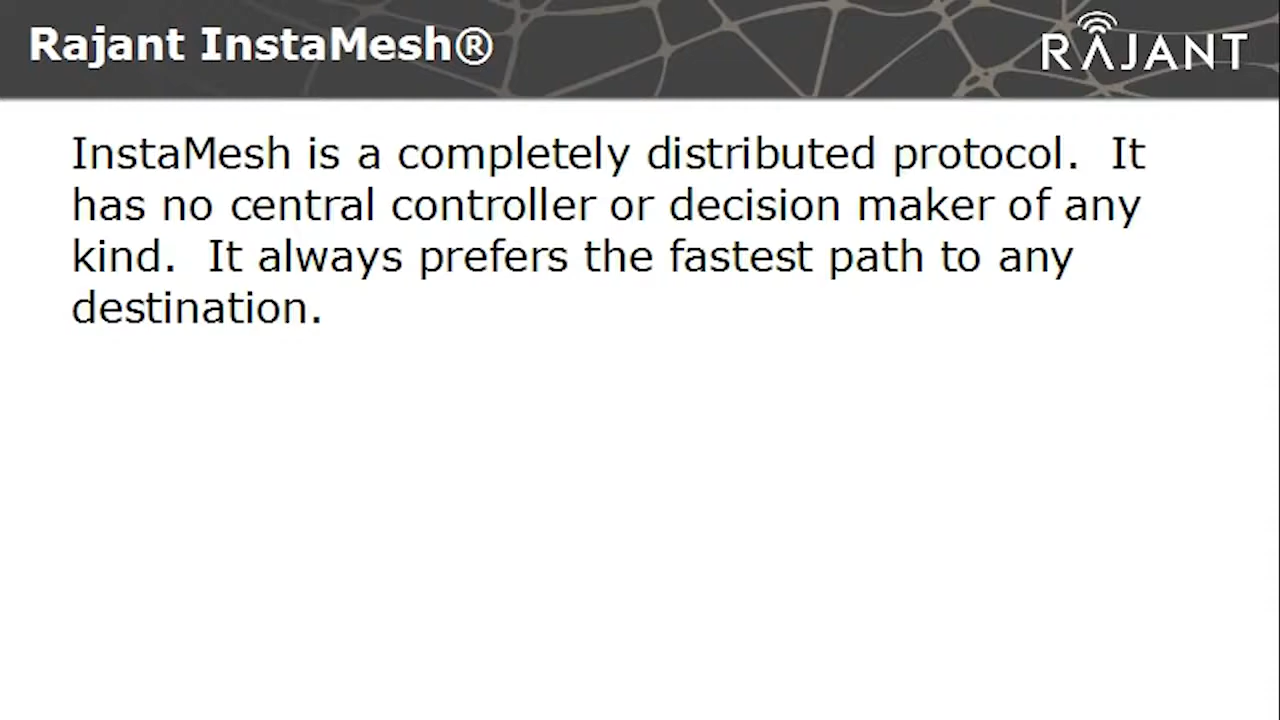 Rajant InstaMesh®
RAJANT
InstaMesh is a completely distributed protocol.  It
has no central controller or decision maker of any
kind.  It always prefers the fastest path to any
destination.